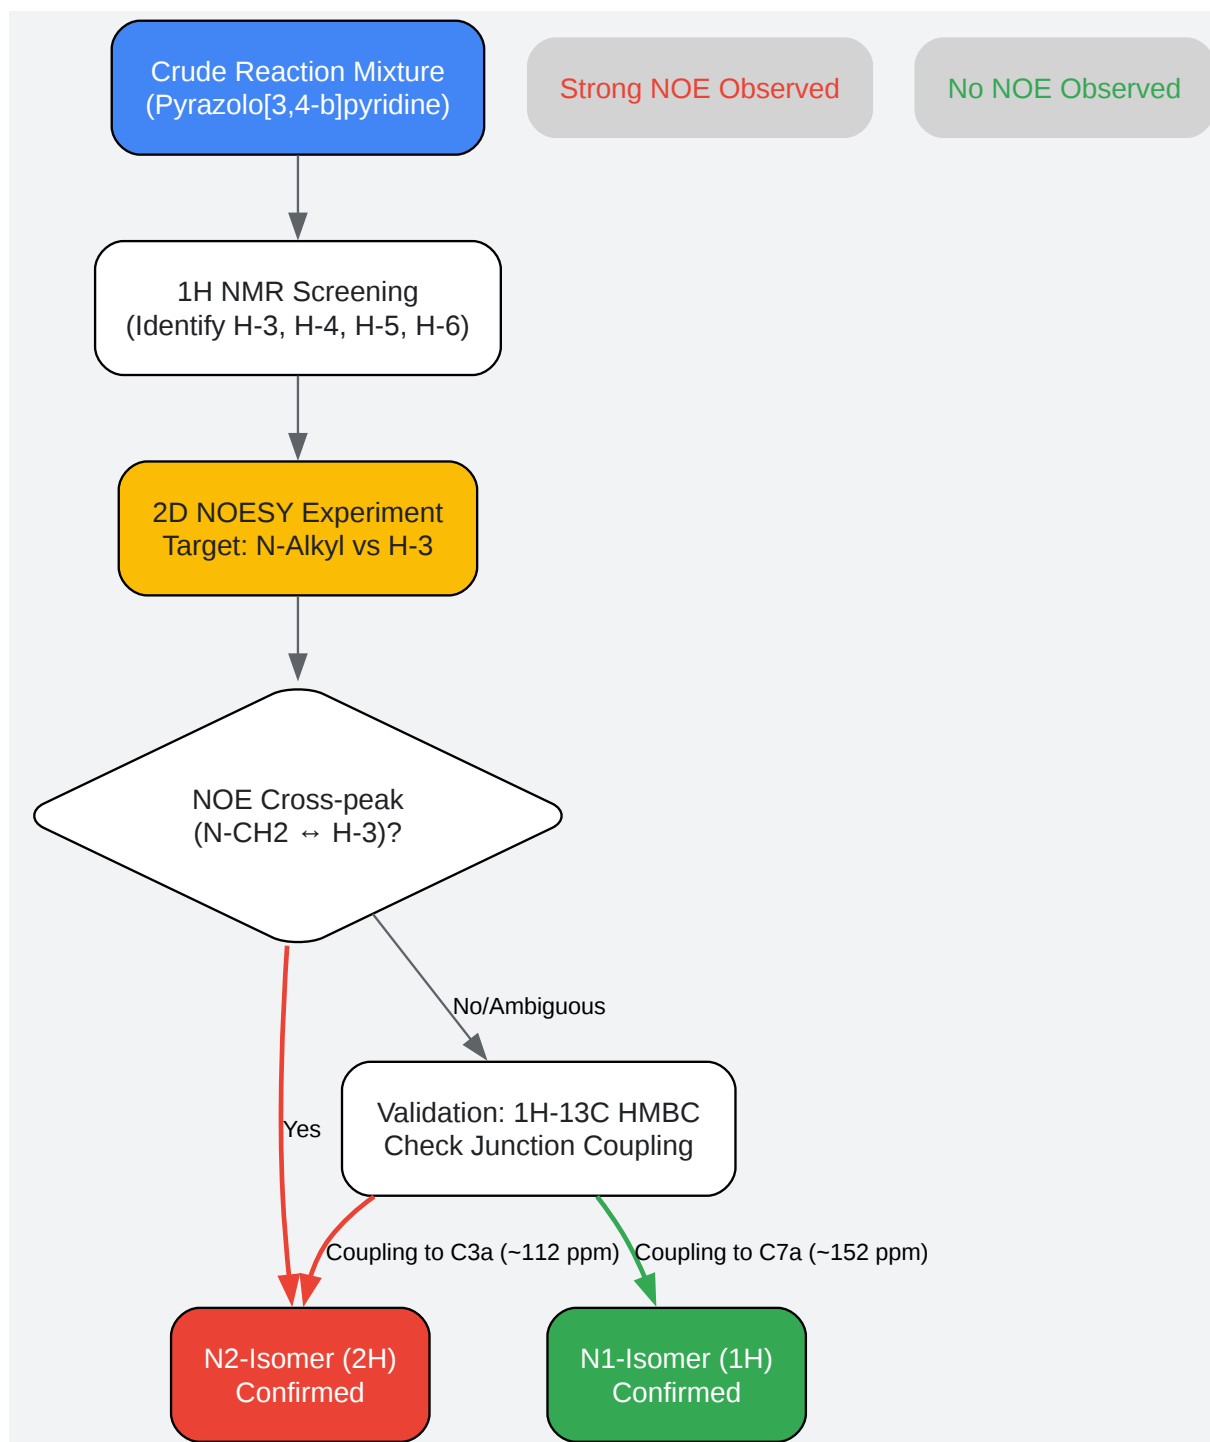 Crude Reaction Mixture
(Pyrazolo[3,4-b]pyridine)
Strong NOE Observed
No NOE Observed
1H NMR Screening
(Identify H-3, H-4, H-5, H-6)
2D NOESY Experiment
Target: N-Alkyl vs H-3
NOE Cross-peak
(N-CH2 ↔ H-3)?
No/Ambiguous
Validation: 1H-13C HMBC
Check Junction Coupling
Yes
Coupling to C3a (~112 ppm)
Coupling to C7a (~152 ppm)
N2-Isomer (2H)
Confirmed
N1-Isomer (1H)
Confirmed